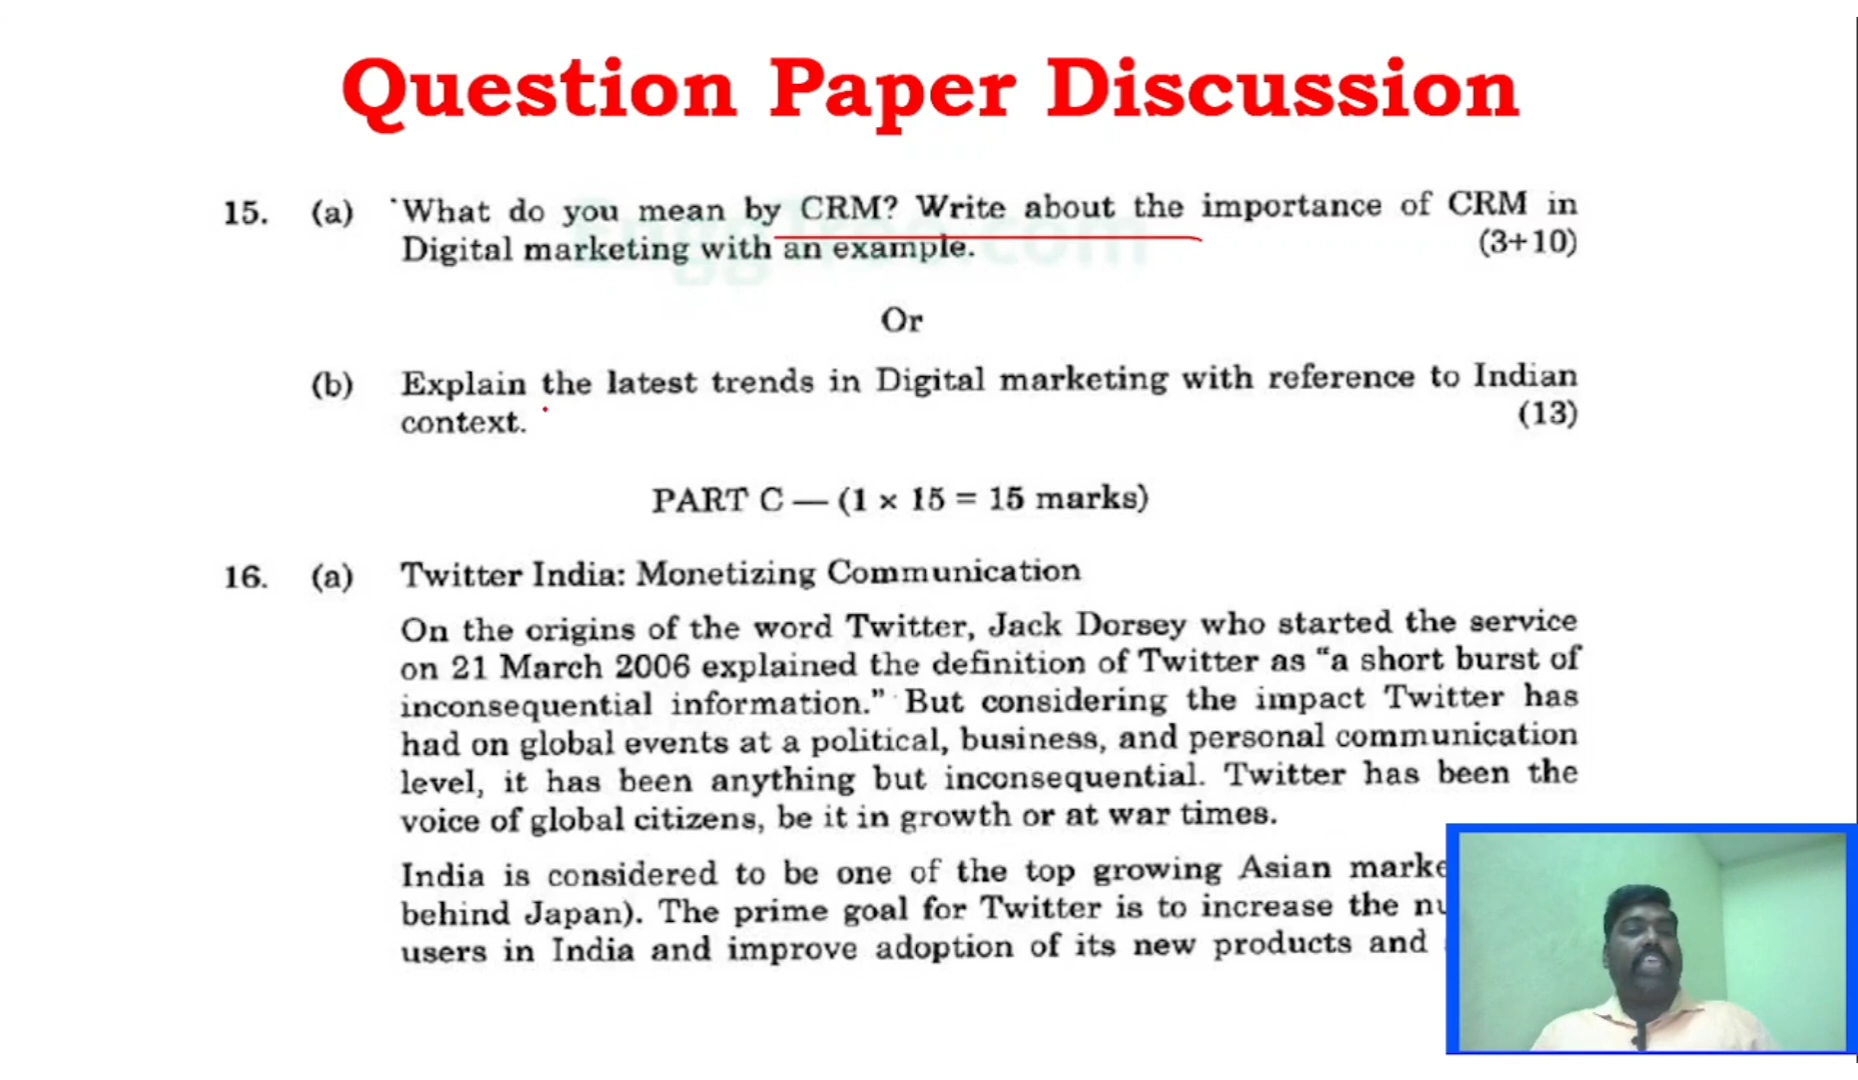 Question Paper Discussion
15. (a) What do you mean by CRM? Write about the importance of CRM in
Digital marketing with an example. (3+10)
Or
(b) Explain the latest trends in Digital marketing with reference to Indian
context. (13)
PART C — (1 × 15 = 15 marks)
16. (a) Twitter India: Monetizing Communication
On the origins of the word Twitter, Jack Dorsey who started the service
on 21 March 2006 explained the definition of Twitter as "a short burst of
inconsequential information." But considering the impact Twitter has
had on global events at a political, business, and personal communication
level, it has been anything but inconsequential. Twitter has been the
voice of global citizens, be it in growth or at war times.
India is considered to be one of the top growing Asian
behind Japan). The prime goal for Twitter is to increase the
users in India and improve adoption of its new products and